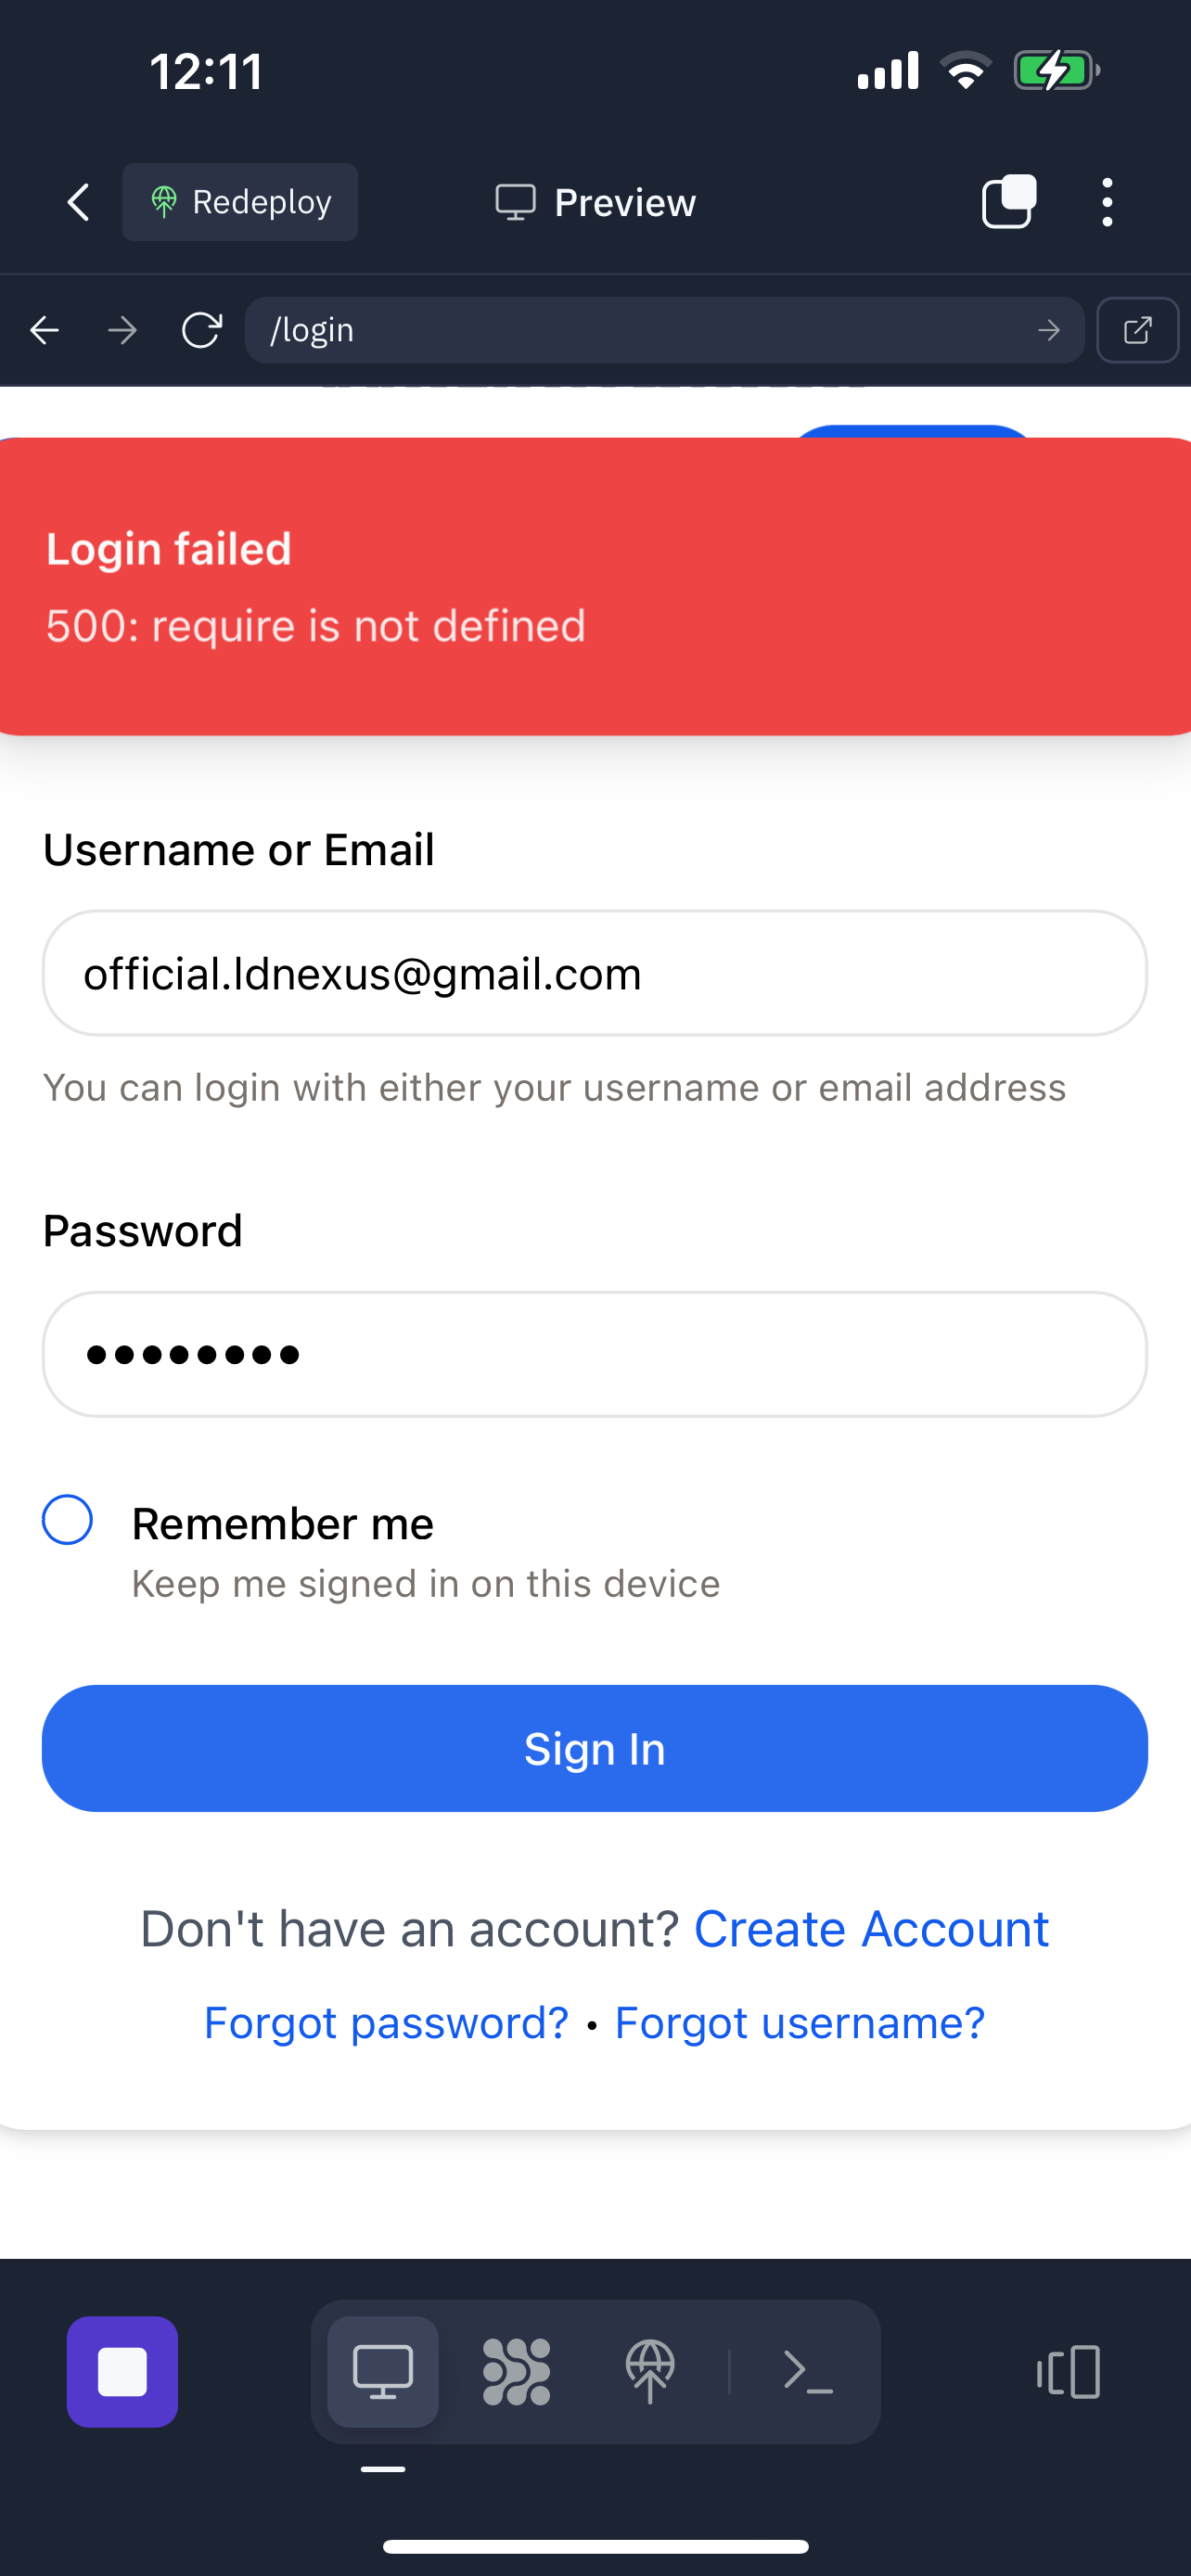 12:11
Redeploy
Preview
/login
Login failed
500: require is not defined
Username or Email
official.ldnexus@gmail.com
You can login with either your username or email address
Password
Remember me
Keep me signed in on this device
Sign In
Don't have an account? Create Account
Forgot password? • Forgot username?